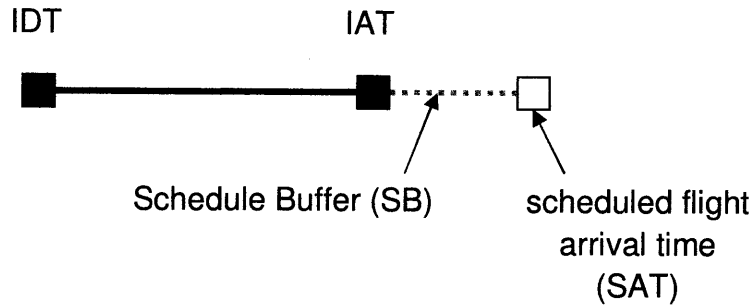 IDT
IAT
Schedule Buffer (SB)
scheduled flight
arrival time
(SAT)